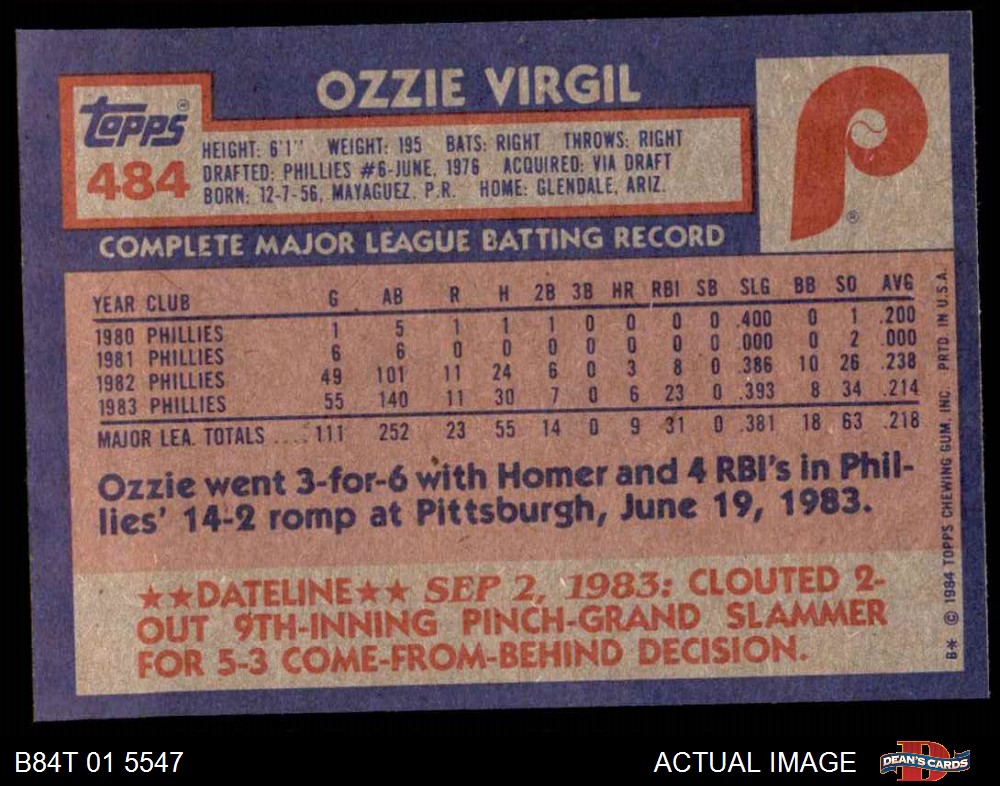 OZZIE VIRGIL
Topps®
484
HEIGHT: 6'1" WEIGHT: 195 BATS: RIGHT THROWS: RIGHT
DRAFTED: PHILLIES #6-JUNE, 1976 ACQUIRED: VIA DRAFT
BORN: 12-7-56, MAYAGUEZ, P.R. HOME: GLENDALE, ARIZ.
P ®
COMPLETE MAJOR LEAGUE BATTING RECORD
YEAR CLUB G AB R H 2B 3B HR RBI SB SLG BB SO AVG
1980 PHILLIES 1 5 1 1 1 0 0 0 0 .400 0 1 .200
1981 PHILLIES 6 6 0 0 0 0 0 0 0 .000 0 2 .000
1982 PHILLIES 49 101 11 24 6 0 3 8 0 .386 10 26 .238
1983 PHILLIES 55 140 11 30 7 0 6 23 0 .393 8 34 .214
MAJOR LEA. TOTALS .... 111 252 23 55 14 0 9 31 0 .381 18 63 .218
Ozzie went 3-for-6 with Homer and 4 RBI's in Phil-
lies' 14-2 romp at Pittsburgh, June 19, 1983.
★★DATELINE★★ SEP 2, 1983: CLOUTED 2-
OUT 9TH-INNING PINCH-GRAND SLAMMER
FOR 5-3 COME-FROM-BEHIND DECISION.
B* © 1984 TOPPS CHEWING GUM, INC. PRTD. IN U.S.A.
B84T 01 5547
ACTUAL IMAGE
D
DEAN'S CARDS